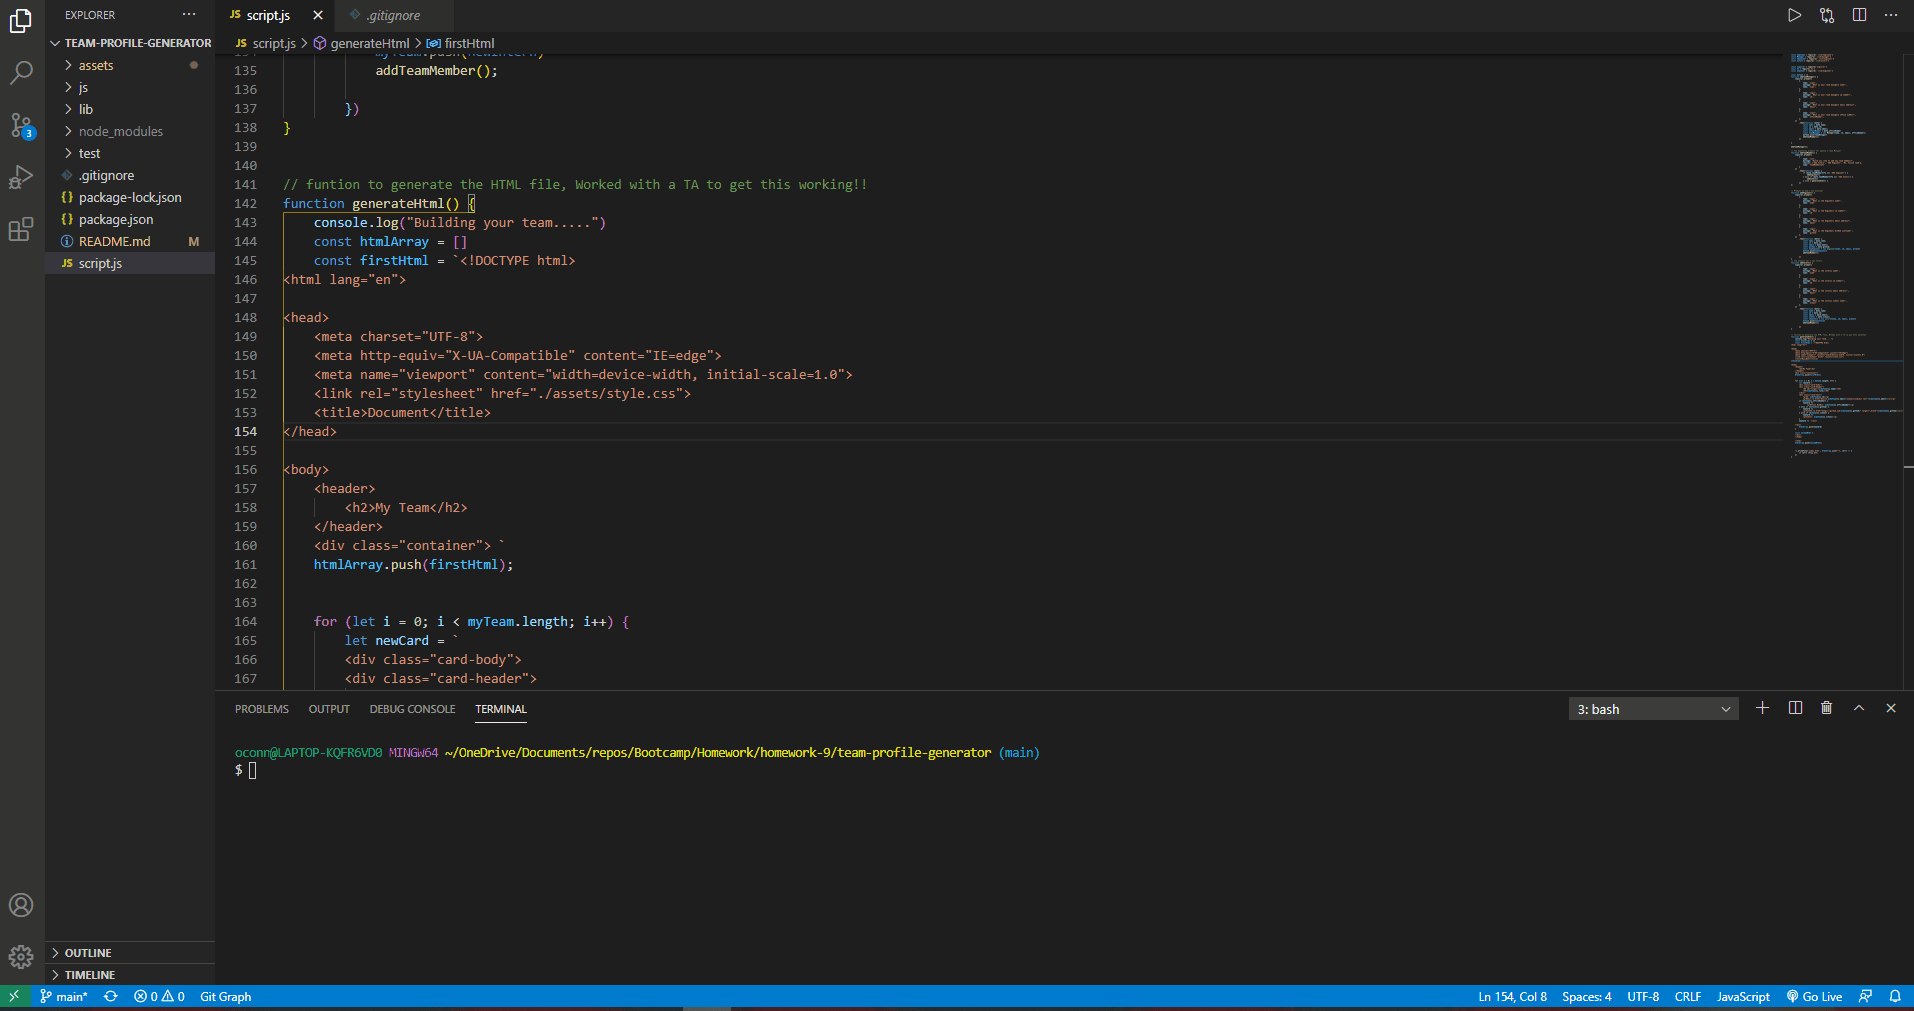 EXPLORER
TEAM-PROFILE-GENERATOR
assets
js
lib
node_modules
test
.gitignore
package-lock.json
package.json
README.md M
script.js
OUTLINE
TIMELINE
3
JS script.js
.gitignore
JS script.js > generateHtml > firstHtml
135 addTeamMember();
136
137 })
138 }
139
140
141 // funtion to generate the HTML file, Worked with a TA to get this working!!
142 function generateHtml() {
143 console.log("Building your team.....")
144 const htmlArray = []
145 const firstHtml = `<!DOCTYPE html>
146 <html lang="en">
147
148 <head>
149 <meta charset="UTF-8">
150 <meta http-equiv="X-UA-Compatible" content="IE=edge">
151 <meta name="viewport" content="width=device-width, initial-scale=1.0">
152 <link rel="stylesheet" href="./assets/style.css">
153 <title>Document</title>
154 </head>
155
156 <body>
157 <header>
158 <h2>My Team</h2>
159 </header>
160 <div class="container"> `
161 htmlArray.push(firstHtml);
162
163
164 for (let i = 0; i < myTeam.length; i++) {
165 let newCard = `
166 <div class="card-body">
167 <div class="card-header">
PROBLEMS OUTPUT DEBUG CONSOLE TERMINAL
3: bash
oconn@LAPTOP-KQFR6VD0 MINGW64 ~/OneDrive/Documents/repos/Bootcamp/Homework/homework-9/team-profile-generator (main)
$
main* 0 0 Git Graph
Ln 154, Col 8 Spaces: 4 UTF-8 CRLF JavaScript Go Live